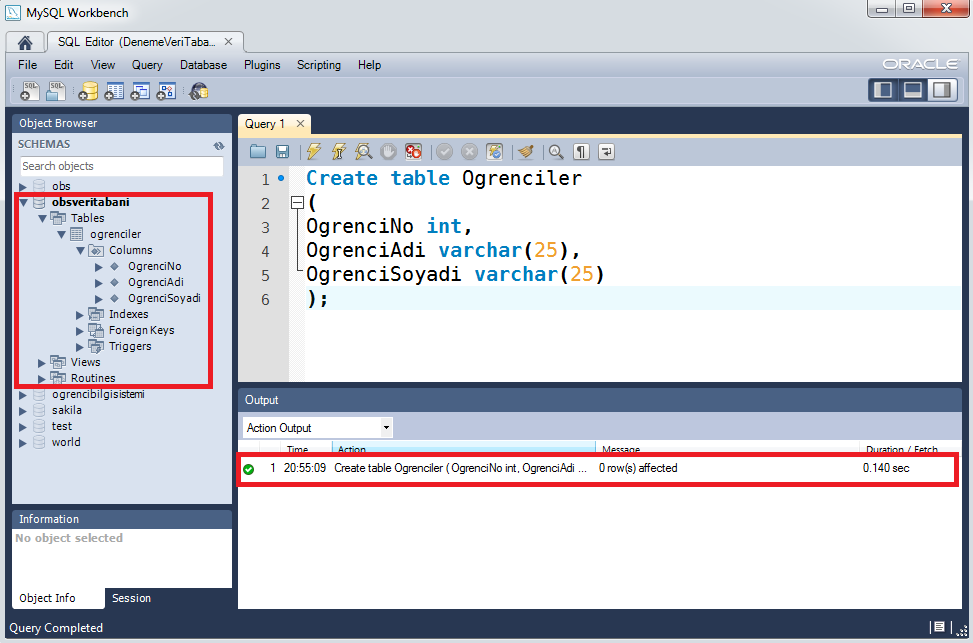 MySQL Workbench
SQL Editor (DenemeVeriTaba...
File Edit View Query Database Plugins Scripting Help
ORACLE
SQL SQL
Object Browser
SCHEMAS
Search objects
obs
obsveritabani
Tables
ogrenciler
Columns
OgrenciNo
OgrenciAdi
OgrenciSoyadi
Indexes
Foreign Keys
Triggers
Views
Routines
ogrencibilgisistemi
sakila
test
world
Information
No object selected
Object Info Session
Query 1
1 Create table Ogrenciler
2 (
3 OgrenciNo int,
4 OgrenciAdi varchar(25),
5 OgrenciSoyadi varchar(25)
6 );
Output
Action Output
Time Action Message Duration / Fetch
1 20:55:09 Create table Ogrenciler ( OgrenciNo int, OgrenciAdi ... 0 row(s) affected 0.140 sec
Query Completed